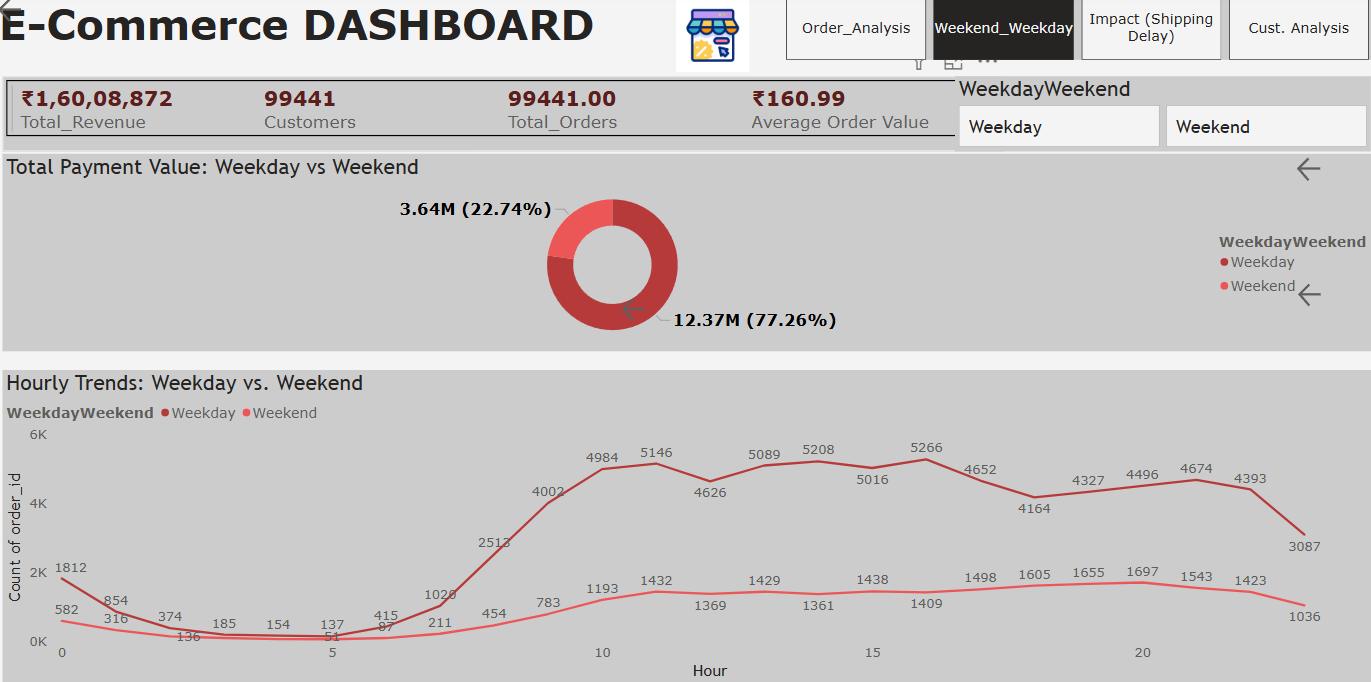 E-Commerce DASHBOARD
Order_Analysis
Weekend_Weekday
Impact (Shipping
Delay)
Cust. Analysis
₹1,60,08,872
Total_Revenue
99441
Customers
99441.00
Total_Orders
₹160.99
Average Order Value
WeekdayWeekend
Weekday
Weekend
Total Payment Value: Weekday vs Weekend
3.64M (22.74%)
12.37M (77.26%)
WeekdayWeekend
Weekday
Weekend
Hourly Trends: Weekday vs. Weekend
WeekdayWeekend Weekday Weekend
Count of order_id
6K
4K
2K
0K
1812 854 374 185 154 137 415 1020 2513 4002 4984 5146 4626 5089 5208 5016 5266 4652 4164 4327 4496 4674 4393 3087
582 316 136 51 87 211 454 783 1193 1432 1369 1429 1361 1438 1409 1498 1605 1655 1697 1543 1423 1036
0 5 10 15 20
Hour